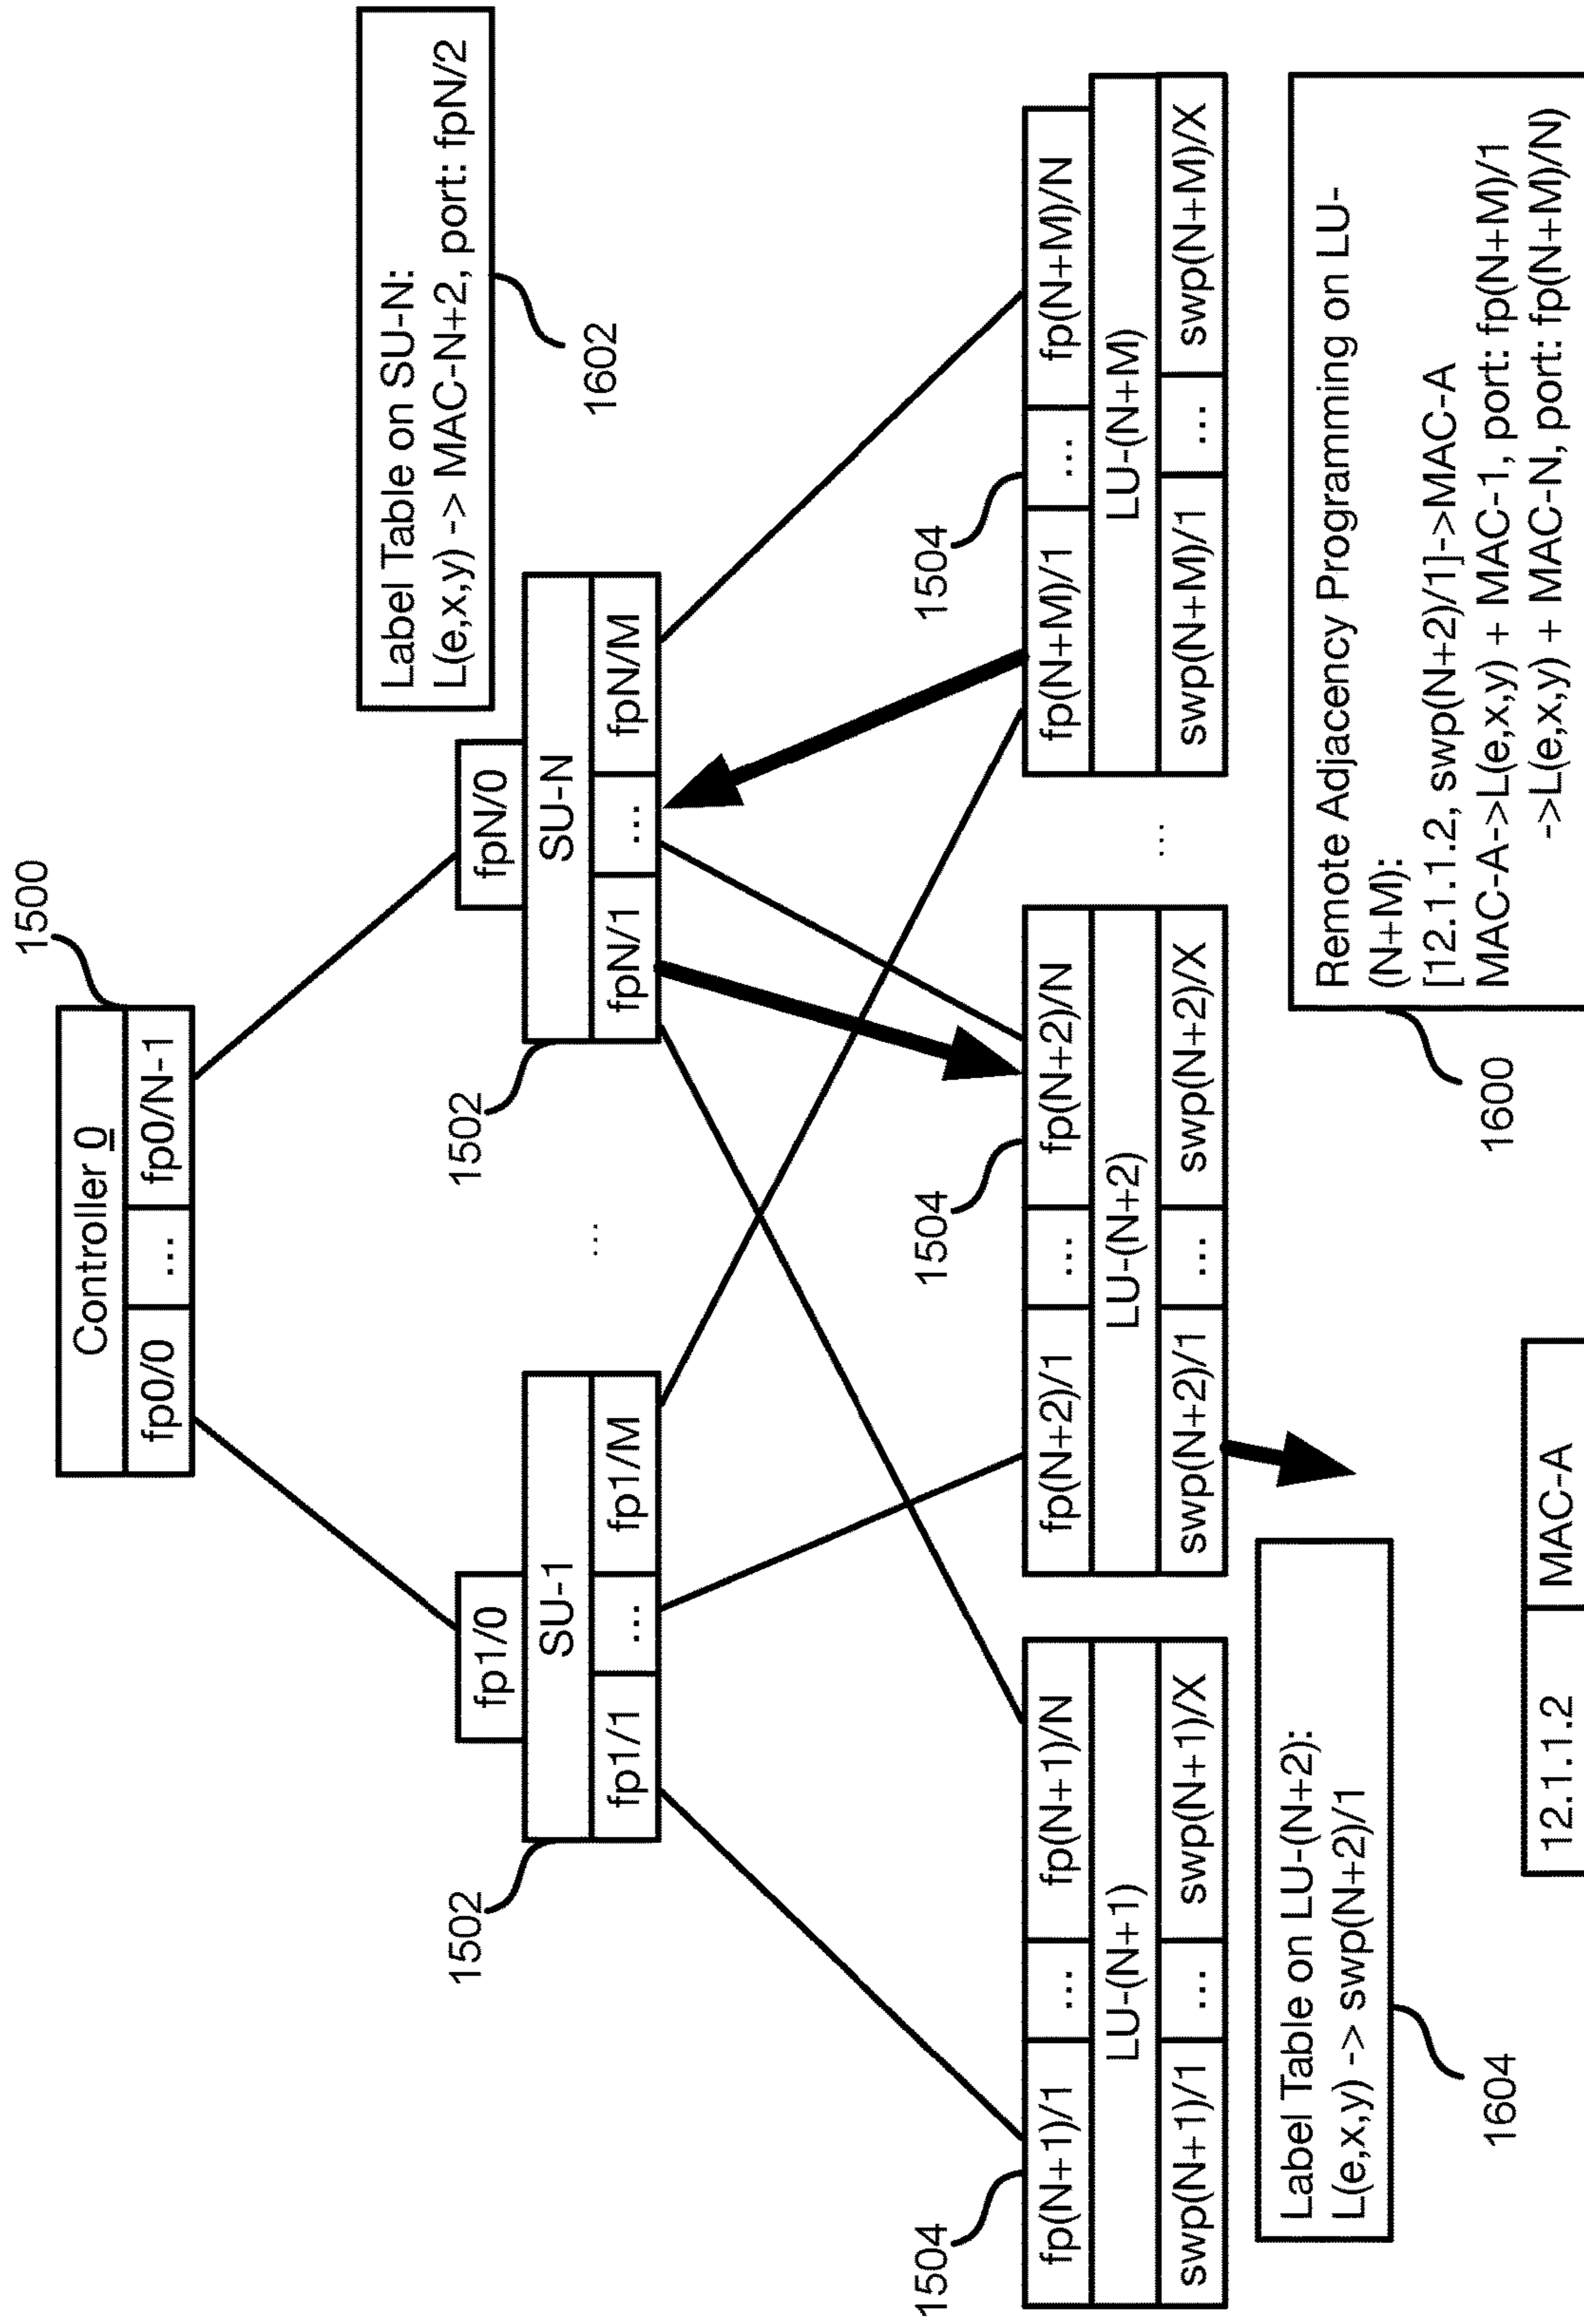 1500
Controller 0
fp0/0
...
fp0/N-1
Label Table on SU-N:
L(e,x,y) -> MAC-N+2, port: fpN/2
1602
fp1/0
SU-1
fp1/1
...
fp1/M
1502
...
fpN/0
SU-N
fpN/1
...
fpN/M
1502
1504
fp(N+1)/1
...
fp(N+1)/N
LU-(N+1)
swp(N+1)/1
...
swp(N+1)/X
1504
fp(N+2)/1
...
fp(N+2)/N
LU-(N+2)
swp(N+2)/1
...
swp(N+2)/X
...
1504
fp(N+M)/1
...
fp(N+M)/N
LU-(N+M)
swp(N+M)/1
...
swp(N+M)/X
Label Table on LU-(N+2):
L(e,x,y) -> swp(N+2)/1
1604
1600
Remote Adjacency Programming on LU-
(N+M):
[12.1.1.2, swp(N+2)/1]->MAC-A
MAC-A->L(e,x,y) + MAC-1, port: fp(N+M)/1
->L(e,x,y) + MAC-N, port: fp(N+M)/N)
12.1.1.2
MAC-A